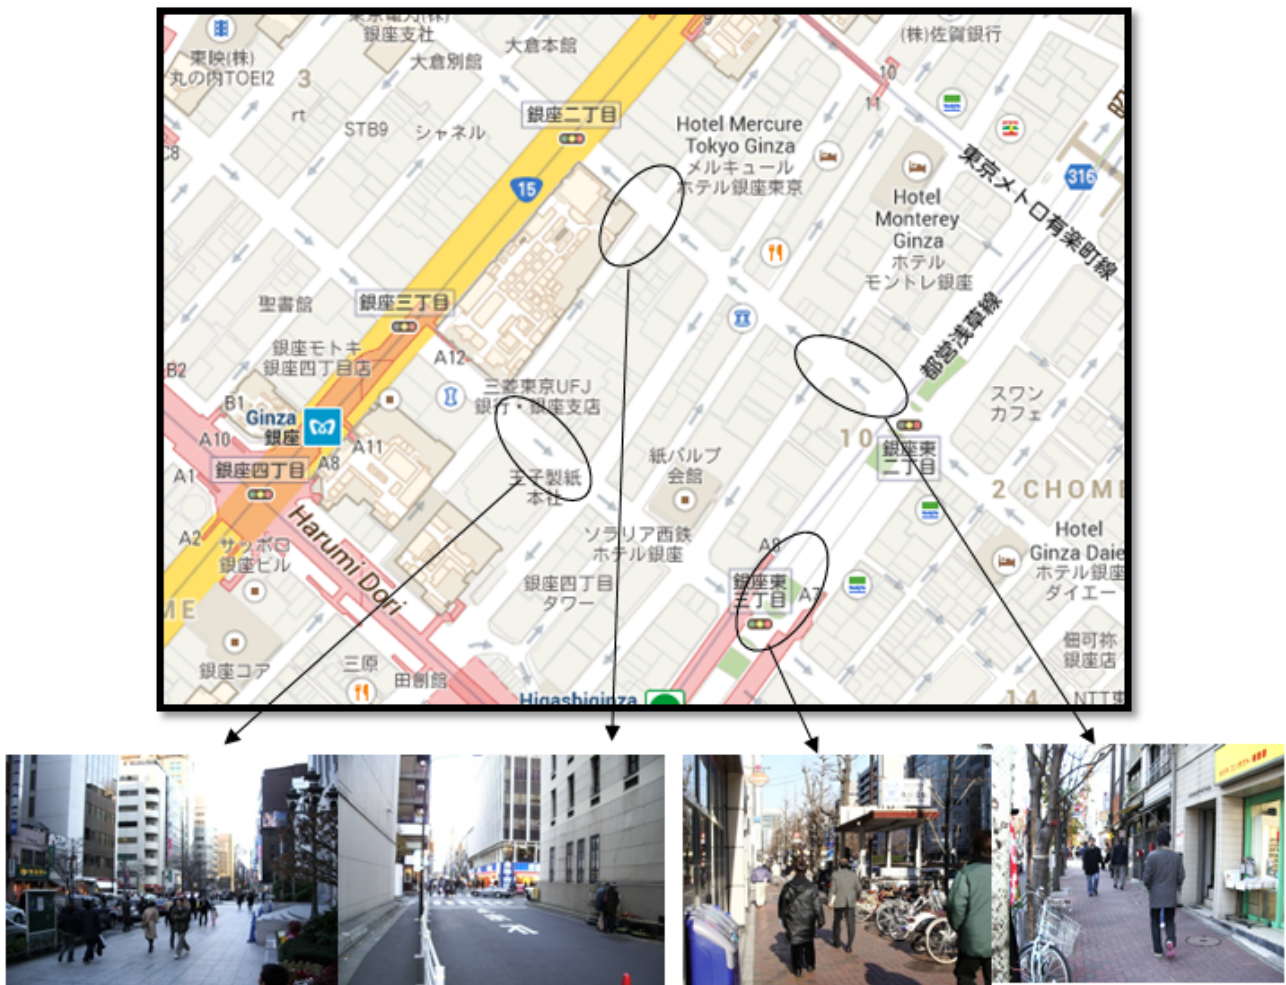 銀座支社
大倉本館
(株)佐賀銀行
東映(株)
丸の内TOEI2
大倉別館
3
10
11
rt
STB9
シャネル
銀座二丁目
Hotel Mercure
Tokyo Ginza
メルキュール
ホテル銀座東京
東京メトロ有楽町線
316
C8
15
Hotel
Monterey
Ginza
ホテル
モントレ銀座
聖書館
銀座三丁目
都営浅草線
銀座モトキ
銀座四丁目店
B2
A12
三菱東京UFJ
銀行・銀座支店
スワン
カフェ
B1
Ginza
銀座
A10
A11
10
銀座東
二丁目
A1
銀座四丁目
A8
王子製紙
本社
紙パルプ
会館
2 CHOME
A2
サッポロ
銀座ビル
Harumi Dori
ソラリア西鉄
ホテル銀座
A8
Hotel
Ginza Daie
ホテル銀座
ダイエー
銀座四丁目
タワー
銀座東
三丁目
A7
ME
銀座コア
三原
田創館
佃可祢
銀座店
Higashiginza
14
NTT東